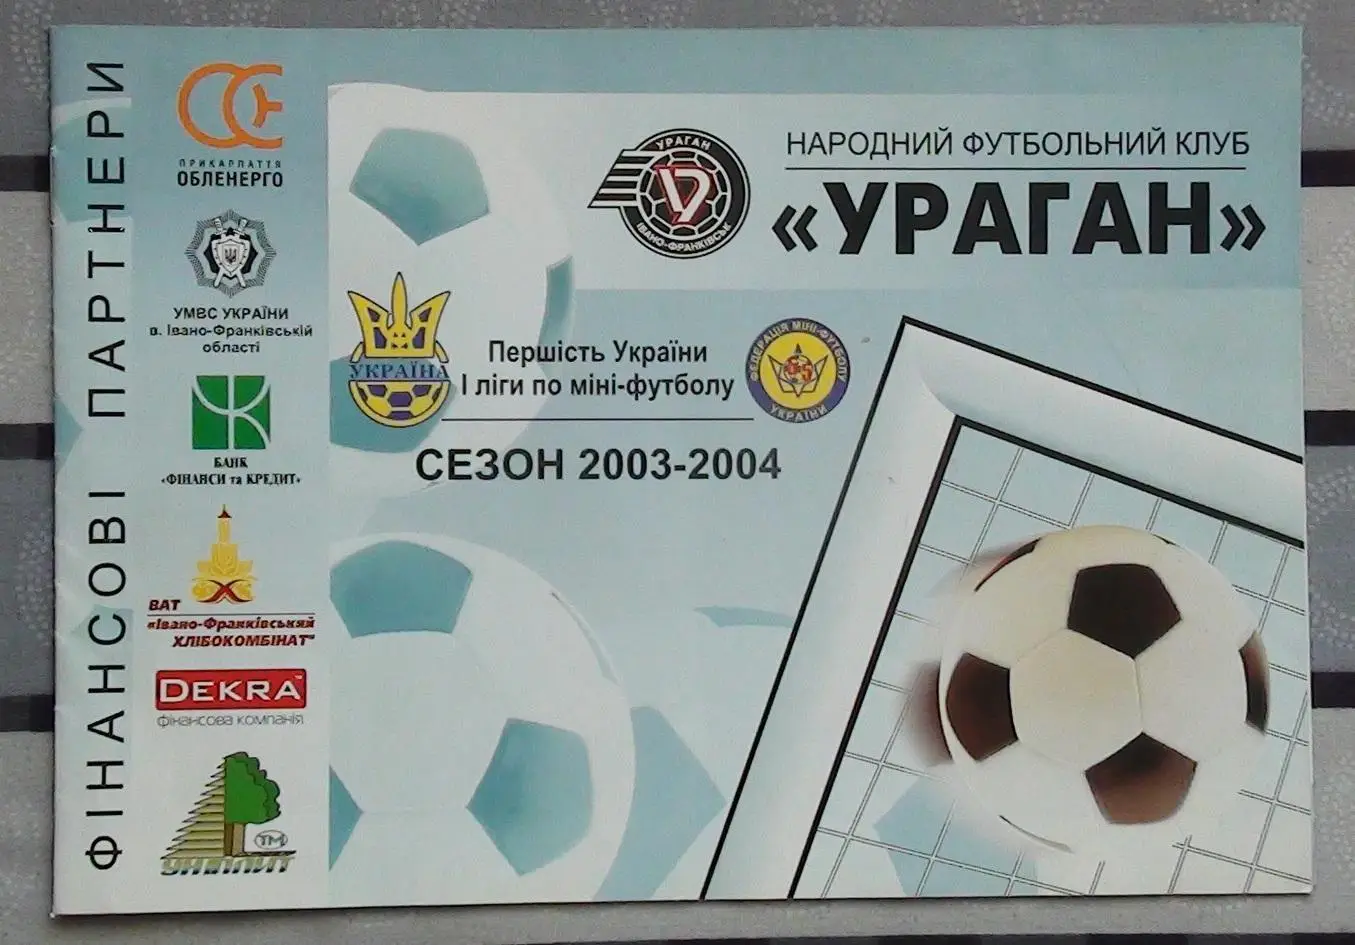 ФІНАНСОВІ ПАРТНЕРИ
ПРИКАРПАТТЯ
ОБЛЕНЕРГО
УМВС УКРАЇНИ
в. Івано-Франківській
області
БАНК
«ФІНАНСИ та КРЕДИТ»
ВАТ
«Івано-Франківський
ХЛІБОКОМБІНАТ"
DEKRA™
фінансова компанія
ТМ
УРАГАН
ІВАНО-ФРАНКІВСЬК
НАРОДНИЙ ФУТБОЛЬНИЙ КЛУБ
«УРАГАН»
УКРАЇНА
Першість України
І ліги по міні-футболу
ФЕДЕРАЦІЯ МІНІ-ФУТБОЛУ
УКРАЇНИ
СЕЗОН 2003-2004